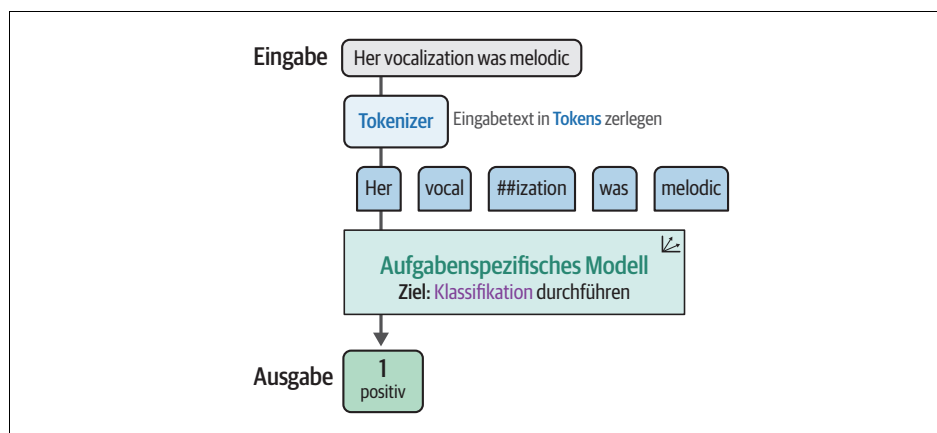 Eingabe
Her vocalization was melodic
Tokenizer
Eingabetext in Tokens zerlegen
Her vocal ##ization was melodic
Aufgabenspezifisches Modell
Ziel: Klassifikation durchführen
Ausgabe
1
positiv